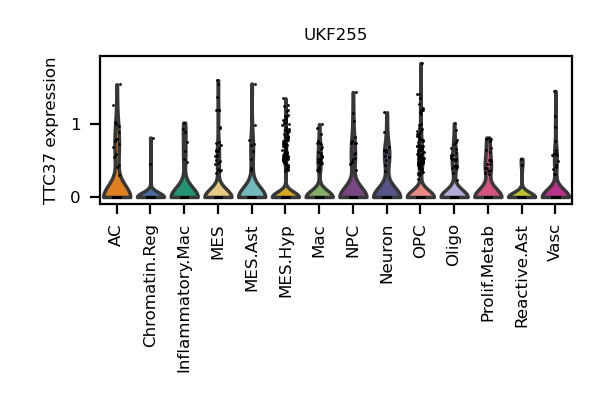 UKF255
TTC37 expression
1
0
AC
Chromatin.Reg
Inflammatory.Mac
MES
MES.Ast
MES.Hyp
Mac
NPC
Neuron
OPC
Oligo
Prolif.Metab
Reactive.Ast
Vasc